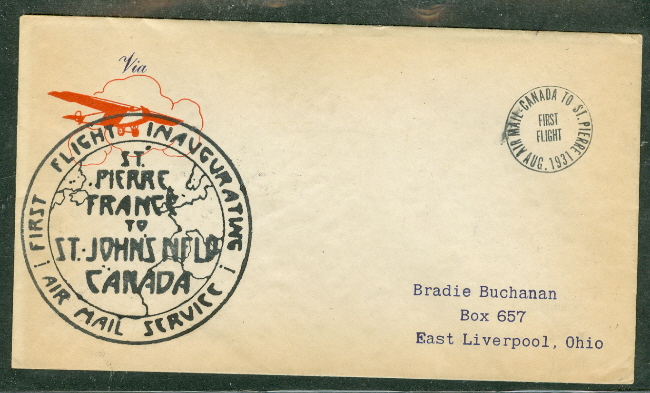 Via
FIRST FLIGHT INAUGURATING
ST.
PIERRE
FRANCE
TO
ST. JOHN'S NFLD
CANADA
! AIR MAIL SERVICE !
AIR MAIL-CANADA TO ST. PIERRE
FIRST
FLIGHT
AUG. 1931
Bradie Buchanan
Box 657
East Liverpool, Ohio